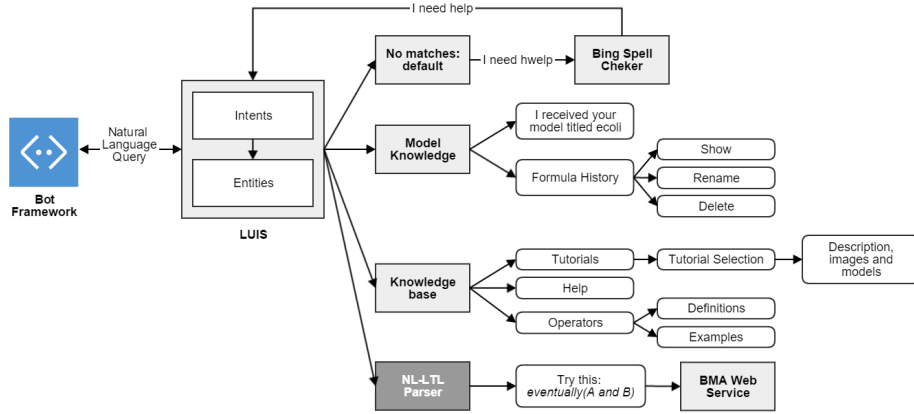 I need help
No matches:
default
I need hwelp
Bing Spell
Cheker
Intents
Entities
LUIS
Natural
Language
Query
Bot
Framework
Model
Knowledge
I received your
model titled ecoli
Formula History
Show
Rename
Delete
Knowledge
base
Tutorials
Tutorial Selection
Description,
images and
models
Help
Operators
Definitions
Examples
NL-LTL
Parser
Try this:
eventually(A and B)
BMA Web
Service